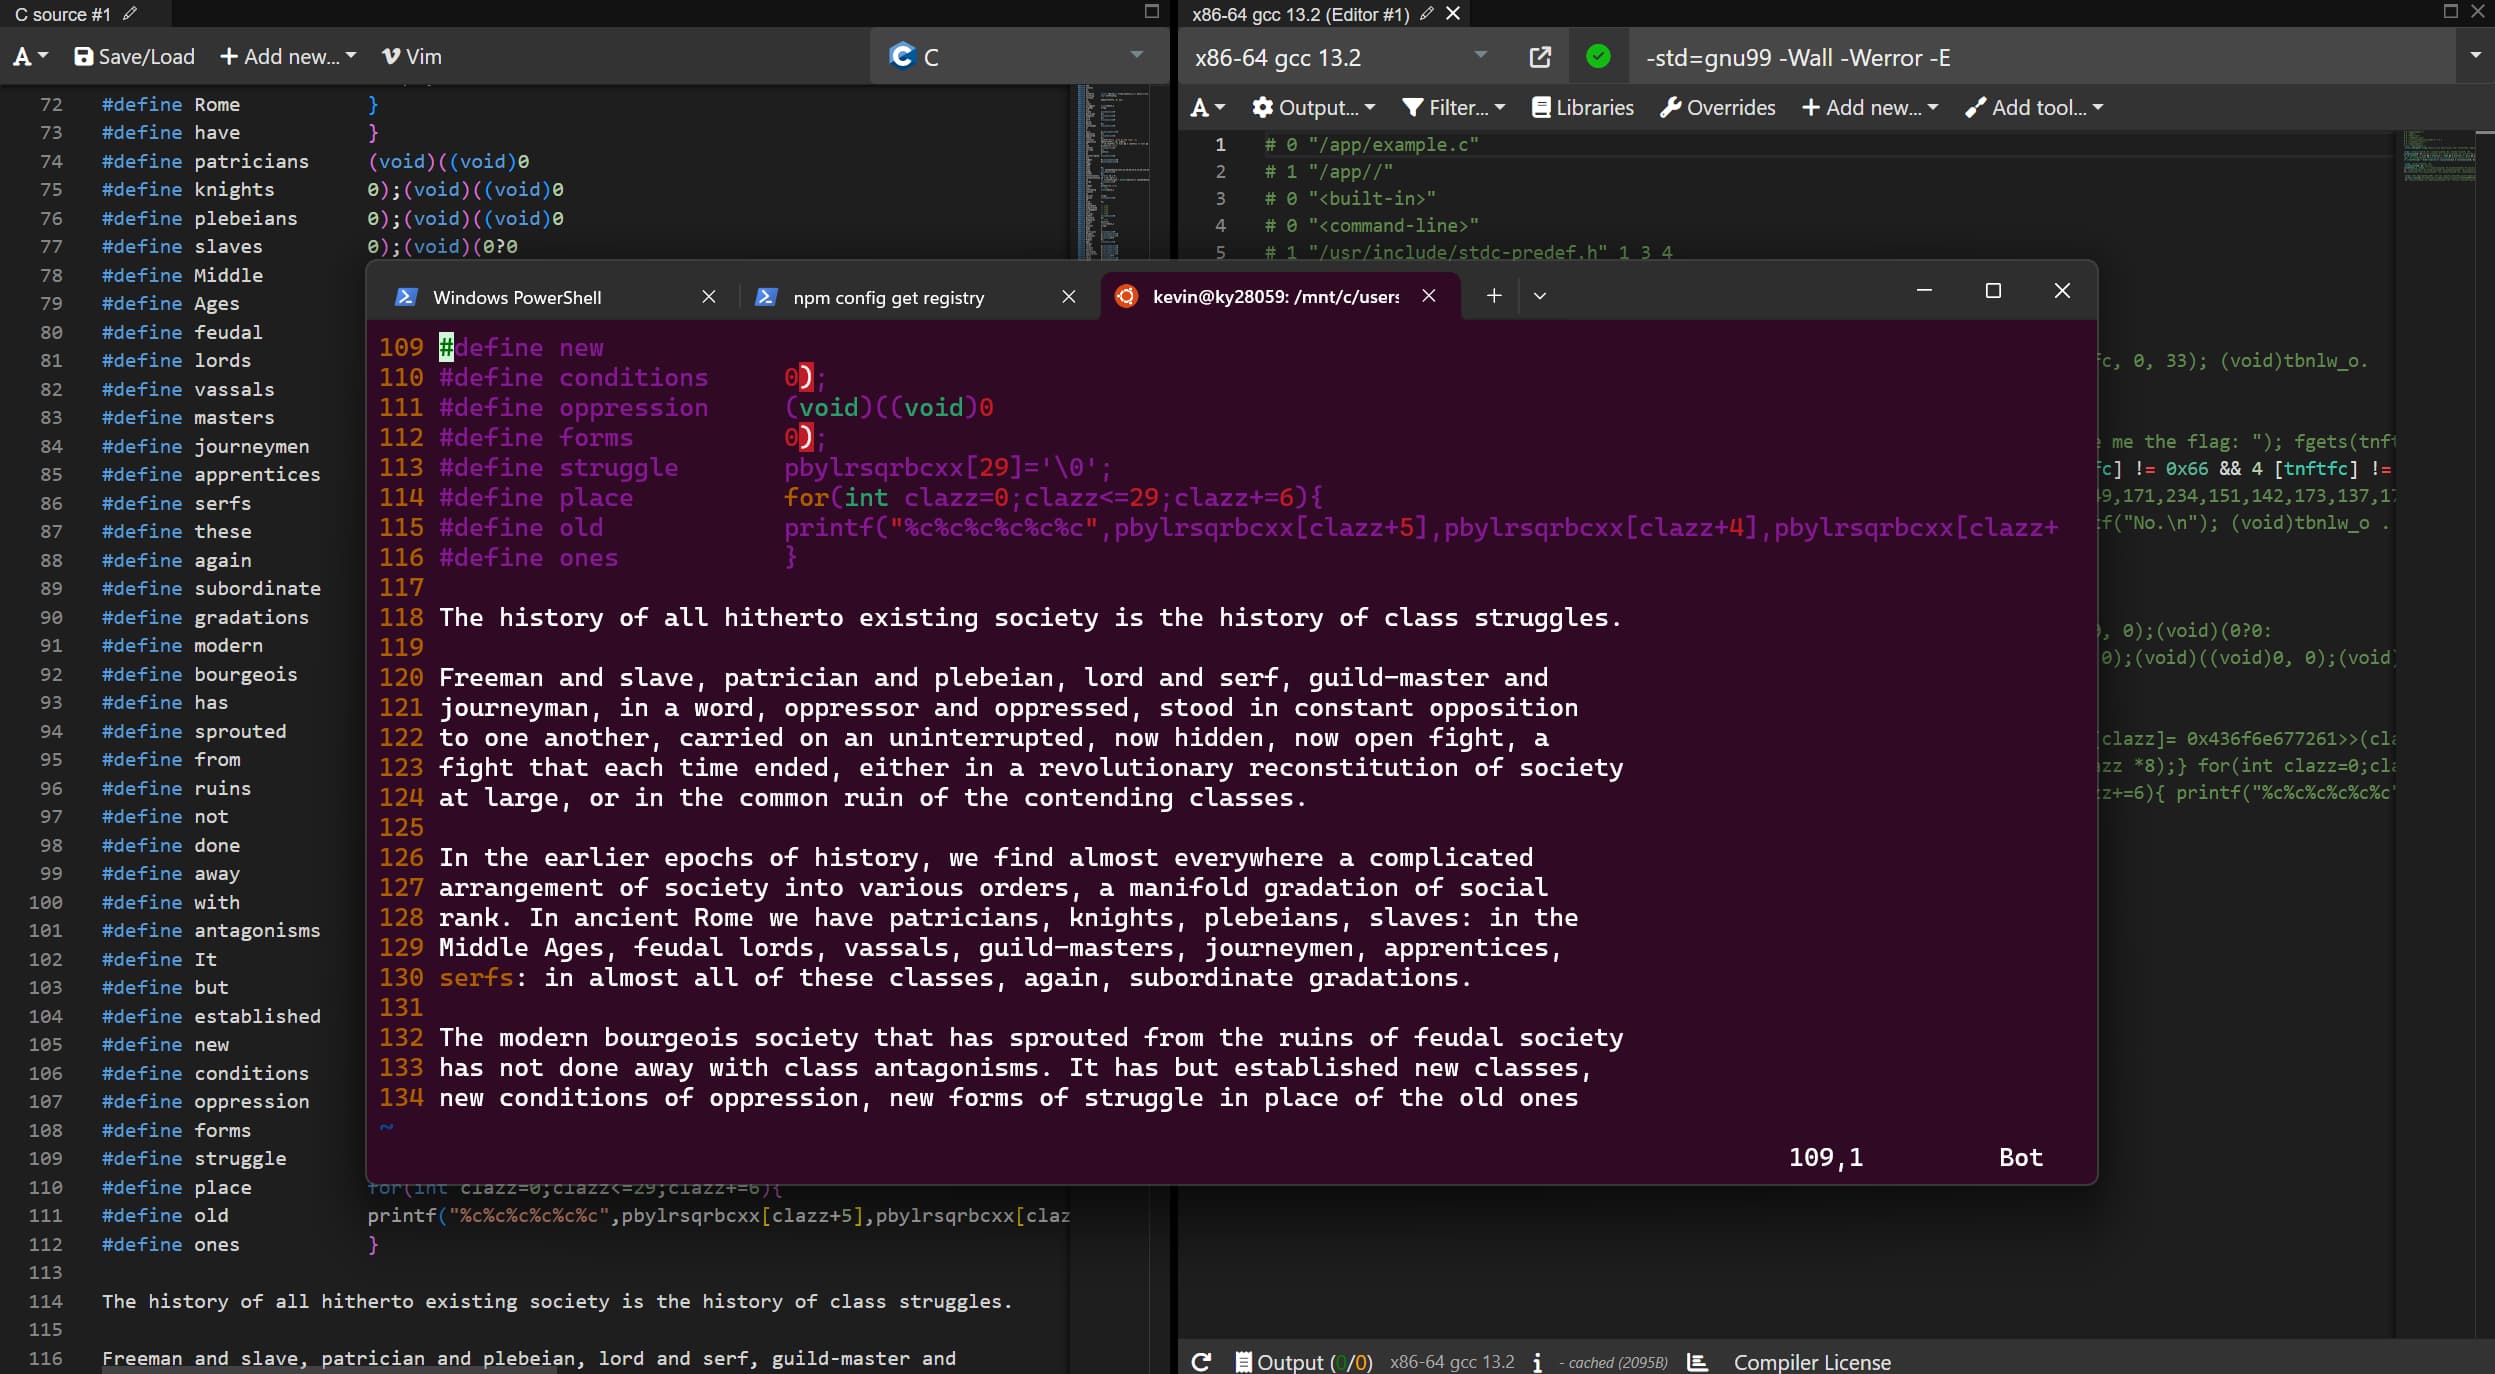 C source #1
A Save/Load + Add new... Vim C
72 #define Rome }
73 #define have }
74 #define patricians (void)((void)0
75 #define knights 0);(void)((void)0
76 #define plebeians 0);(void)((void)0
77 #define slaves 0);(void)(0?0
78 #define Middle
79 #define Ages
80 #define feudal
81 #define lords
82 #define vassals
83 #define masters
84 #define journeymen
85 #define apprentices
86 #define serfs
87 #define these
88 #define again
89 #define subordinate
90 #define gradations
91 #define modern
92 #define bourgeois
93 #define has
94 #define sprouted
95 #define from
96 #define ruins
97 #define not
98 #define done
99 #define away
100 #define with
101 #define antagonisms
102 #define It
103 #define but
104 #define established
105 #define new
106 #define conditions
107 #define oppression
108 #define forms
109 #define struggle
110 #define place for(int clazz=0;clazz<=29;clazz+=6){
111 #define old printf("%c%c%c%c%c%c",pbylrsqrbcxx[clazz+5],pbylrsqrbcxx[claz
112 #define ones }
113
114 The history of all hitherto existing society is the history of class struggles.
115
116 Freeman and slave, patrician and plebeian, lord and serf, guild-master and
x86-64 gcc 13.2 (Editor #1)
x86-64 gcc 13.2 -std=gnu99 -Wall -Werror -E
A Output... Filter... Libraries Overrides + Add new... Add tool...
1 # 0 "/app/example.c"
2 # 1 "/app//"
3 # 0 "<built-in>"
4 # 0 "<command-line>"
5 # 1 "/usr/include/stdc-predef.h" 1 3 4
fc, 0, 33); (void)tbnlw_o.
me the flag: "); fgets(tnft
fc] != 0x66 && 4 [tnftfc] !=
49,171,234,151,142,173,137,17
tf("No.\n"); (void)tbnlw_o .
), 0);(void)(0?0:
0);(void)((void)0, 0);(void)
[clazz]= 0x436f6e677261>>(cla
azz *8);} for(int clazz=0;cla
zz+=6){ printf("%c%c%c%c%c%c"
Output (0/0) x86-64 gcc 13.2 i - cached (2095B) Compiler License
Windows PowerShell
npm config get registry
kevin@ky28059: /mnt/c/users
109 #define new
110 #define conditions 0);
111 #define oppression (void)((void)0
112 #define forms 0);
113 #define struggle pbylrsqrbcxx[29]='\0';
114 #define place for(int clazz=0;clazz<=29;clazz+=6){
115 #define old printf("%c%c%c%c%c%c",pbylrsqrbcxx[clazz+5],pbylrsqrbcxx[clazz+4],pbylrsqrbcxx[clazz+
116 #define ones }
117
118 The history of all hitherto existing society is the history of class struggles.
119
120 Freeman and slave, patrician and plebeian, lord and serf, guild-master and
121 journeyman, in a word, oppressor and oppressed, stood in constant opposition
122 to one another, carried on an uninterrupted, now hidden, now open fight, a
123 fight that each time ended, either in a revolutionary reconstitution of society
124 at large, or in the common ruin of the contending classes.
125
126 In the earlier epochs of history, we find almost everywhere a complicated
127 arrangement of society into various orders, a manifold gradation of social
128 rank. In ancient Rome we have patricians, knights, plebeians, slaves: in the
129 Middle Ages, feudal lords, vassals, guild-masters, journeymen, apprentices,
130 serfs: in almost all of these classes, again, subordinate gradations.
131
132 The modern bourgeois society that has sprouted from the ruins of feudal society
133 has not done away with class antagonisms. It has but established new classes,
134 new conditions of oppression, new forms of struggle in place of the old ones
~
109,1 Bot